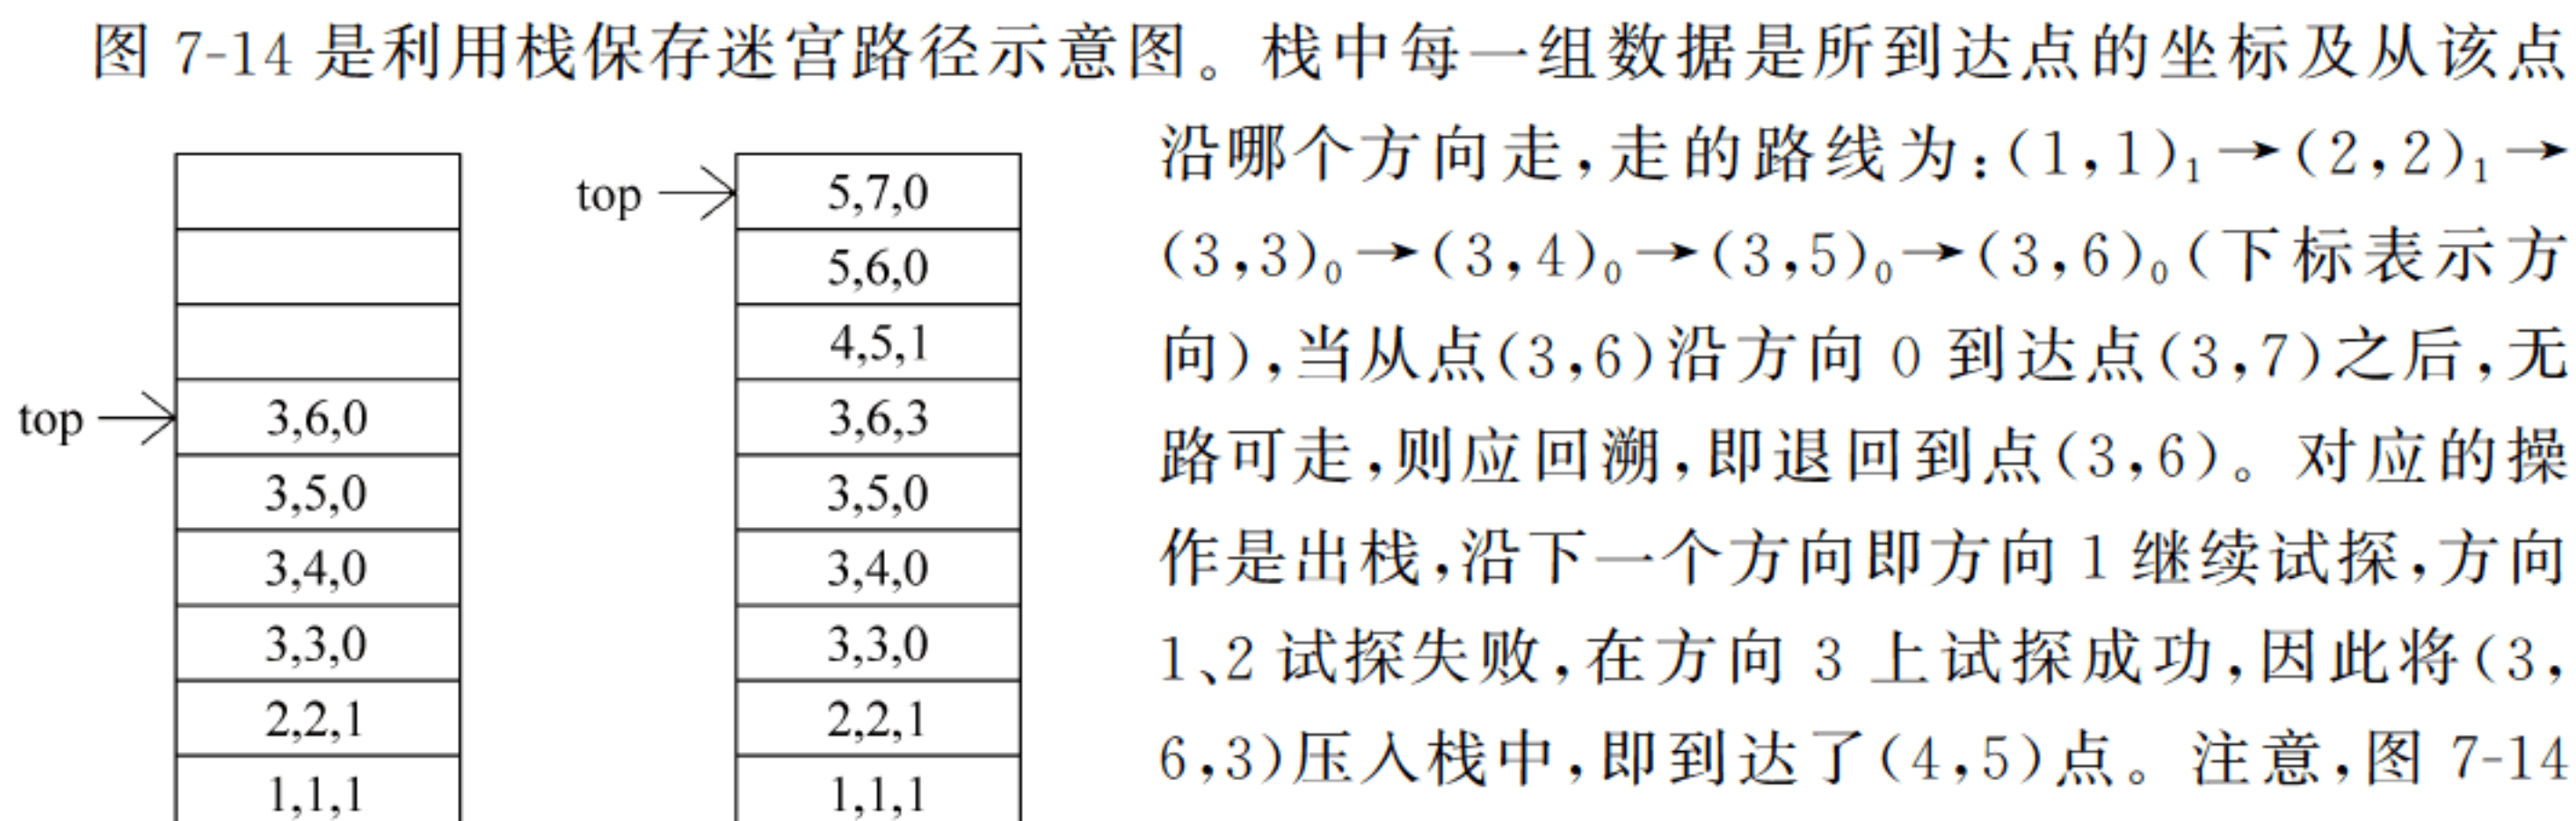 图 7-14 是利用栈保存迷宫路径示意图。栈中每一组数据是所到达点的坐标及从该点
沿哪个方向走,走的路线为:(1,1)₁→(2,2)₁→
(3,3)₀→(3,4)₀→(3,5)₀→(3,6)₀(下标表示方
向),当从点(3,6)沿方向 0 到达点(3,7)之后,无
路可走,则应回溯,即退回到点(3,6)。对应的操
作是出栈,沿下一个方向即方向 1 继续试探,方向
1、2 试探失败,在方向 3 上试探成功,因此将(3,
6,3)压入栈中,即到达了(4,5)点。注意,图 7-14
top
3,6,0
3,5,0
3,4,0
3,3,0
2,2,1
1,1,1
top
5,7,0
5,6,0
4,5,1
3,6,3
3,5,0
3,4,0
3,3,0
2,2,1
1,1,1